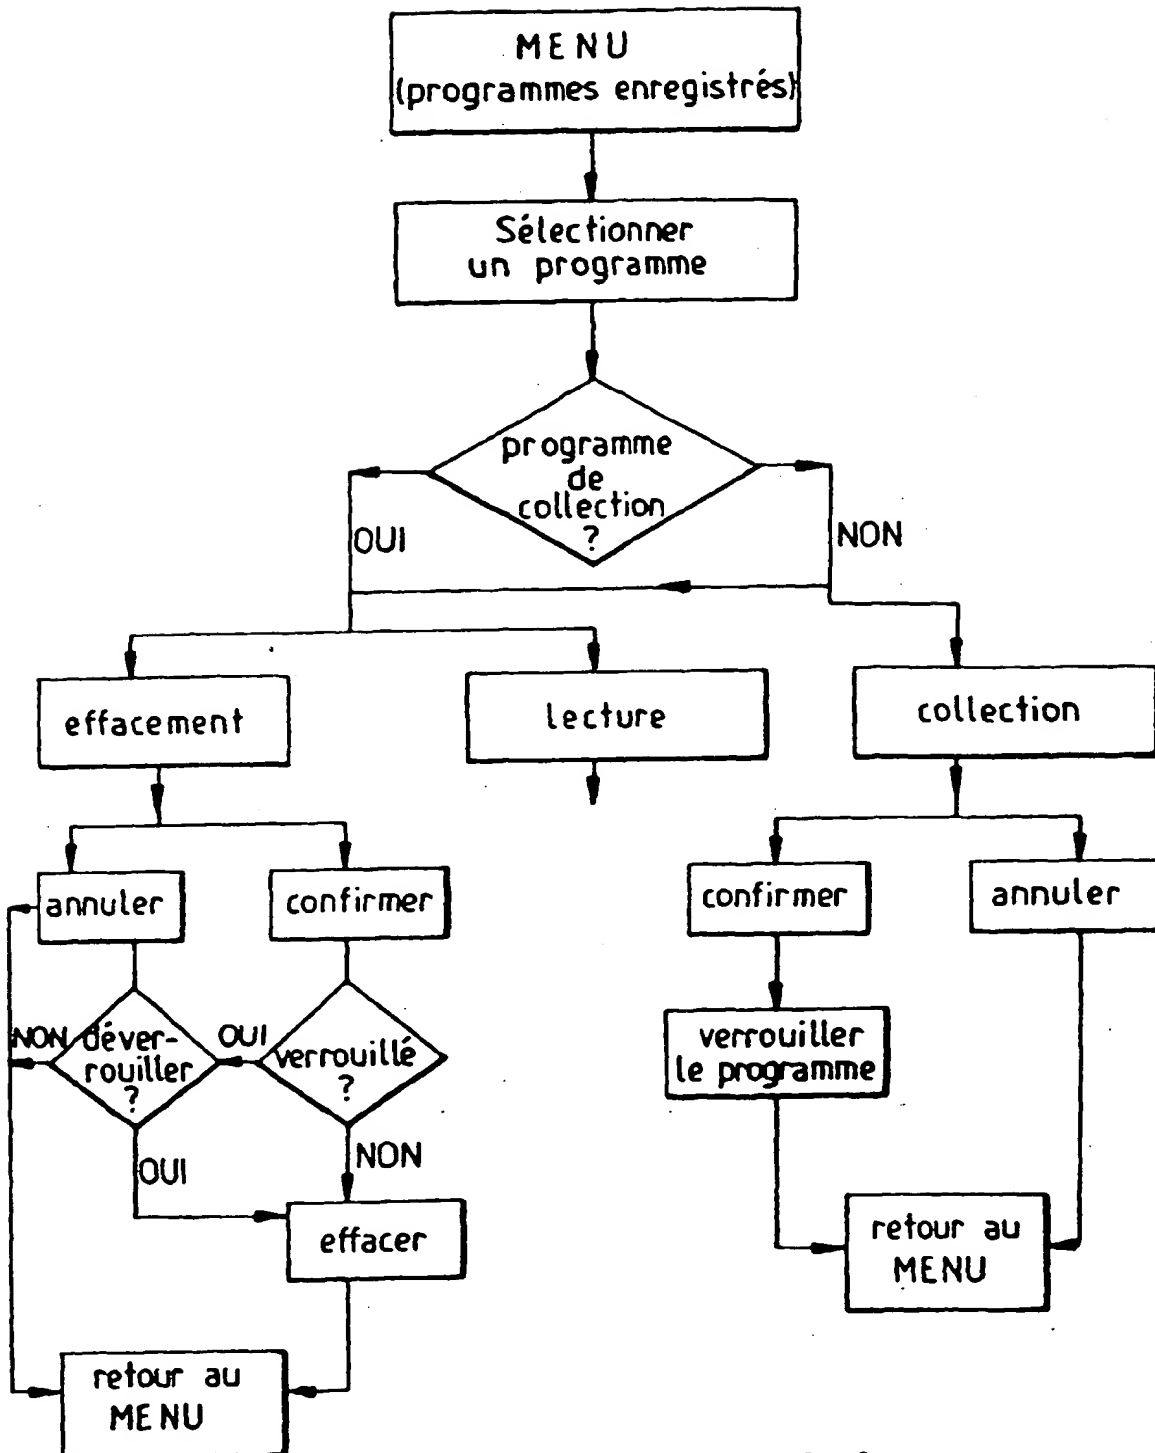 MENU
(programmes enregistrés)
Sélectionner
un programme
programme
de
collection
?
OUI
NON
effacement
lecture
collection
annuler
confirmer
confirmer
annuler
NON
déver-
rouiller
?
OUI
verrouillé
?
verrouiller
le programme
OUI
NON
effacer
retour au
MENU
retour au
MENU